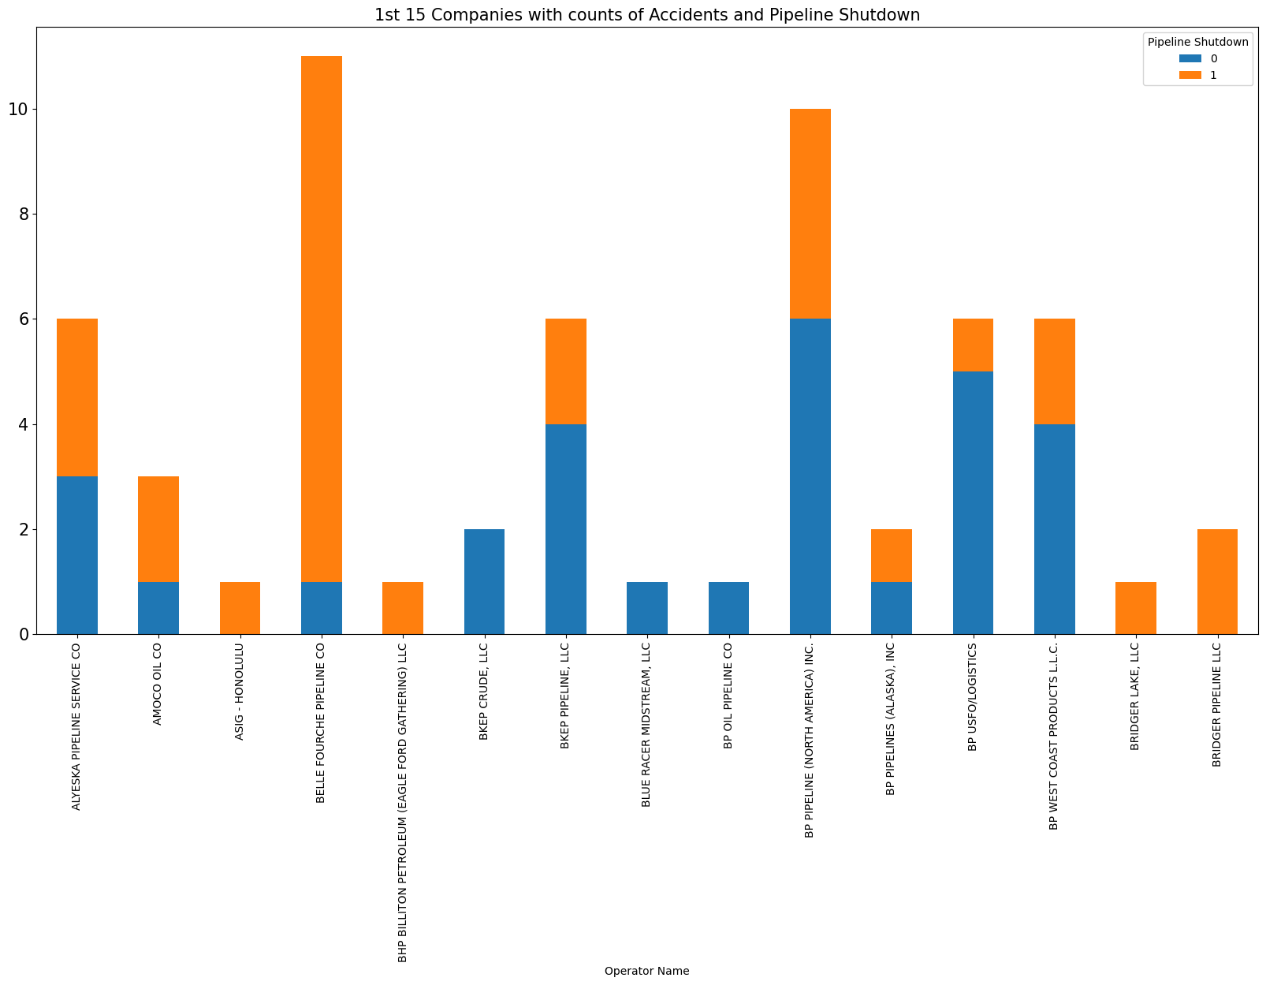 1st 15 Companies with counts of Accidents and Pipeline Shutdown
Pipeline Shutdown
0
1
10
8
6
4
2
0
ALYESKA PIPELINE SERVICE CO
AMOCO OIL CO
ASIG - HONOLULU
BELLE FOURCHE PIPELINE CO
BHP BILLITON PETROLEUM (EAGLE FORD GATHERING) LLC
BKEP CRUDE, LLC
BKEP PIPELINE, LLC
BLUE RACER MIDSTREAM, LLC
BP OIL PIPELINE CO
BP PIPELINE (NORTH AMERICA) INC.
BP PIPELINES (ALASKA), INC
BP USFO/LOGISTICS
BP WEST COAST PRODUCTS L.L.C.
BRIDGER LAKE, LLC
BRIDGER PIPELINE LLC
Operator Name